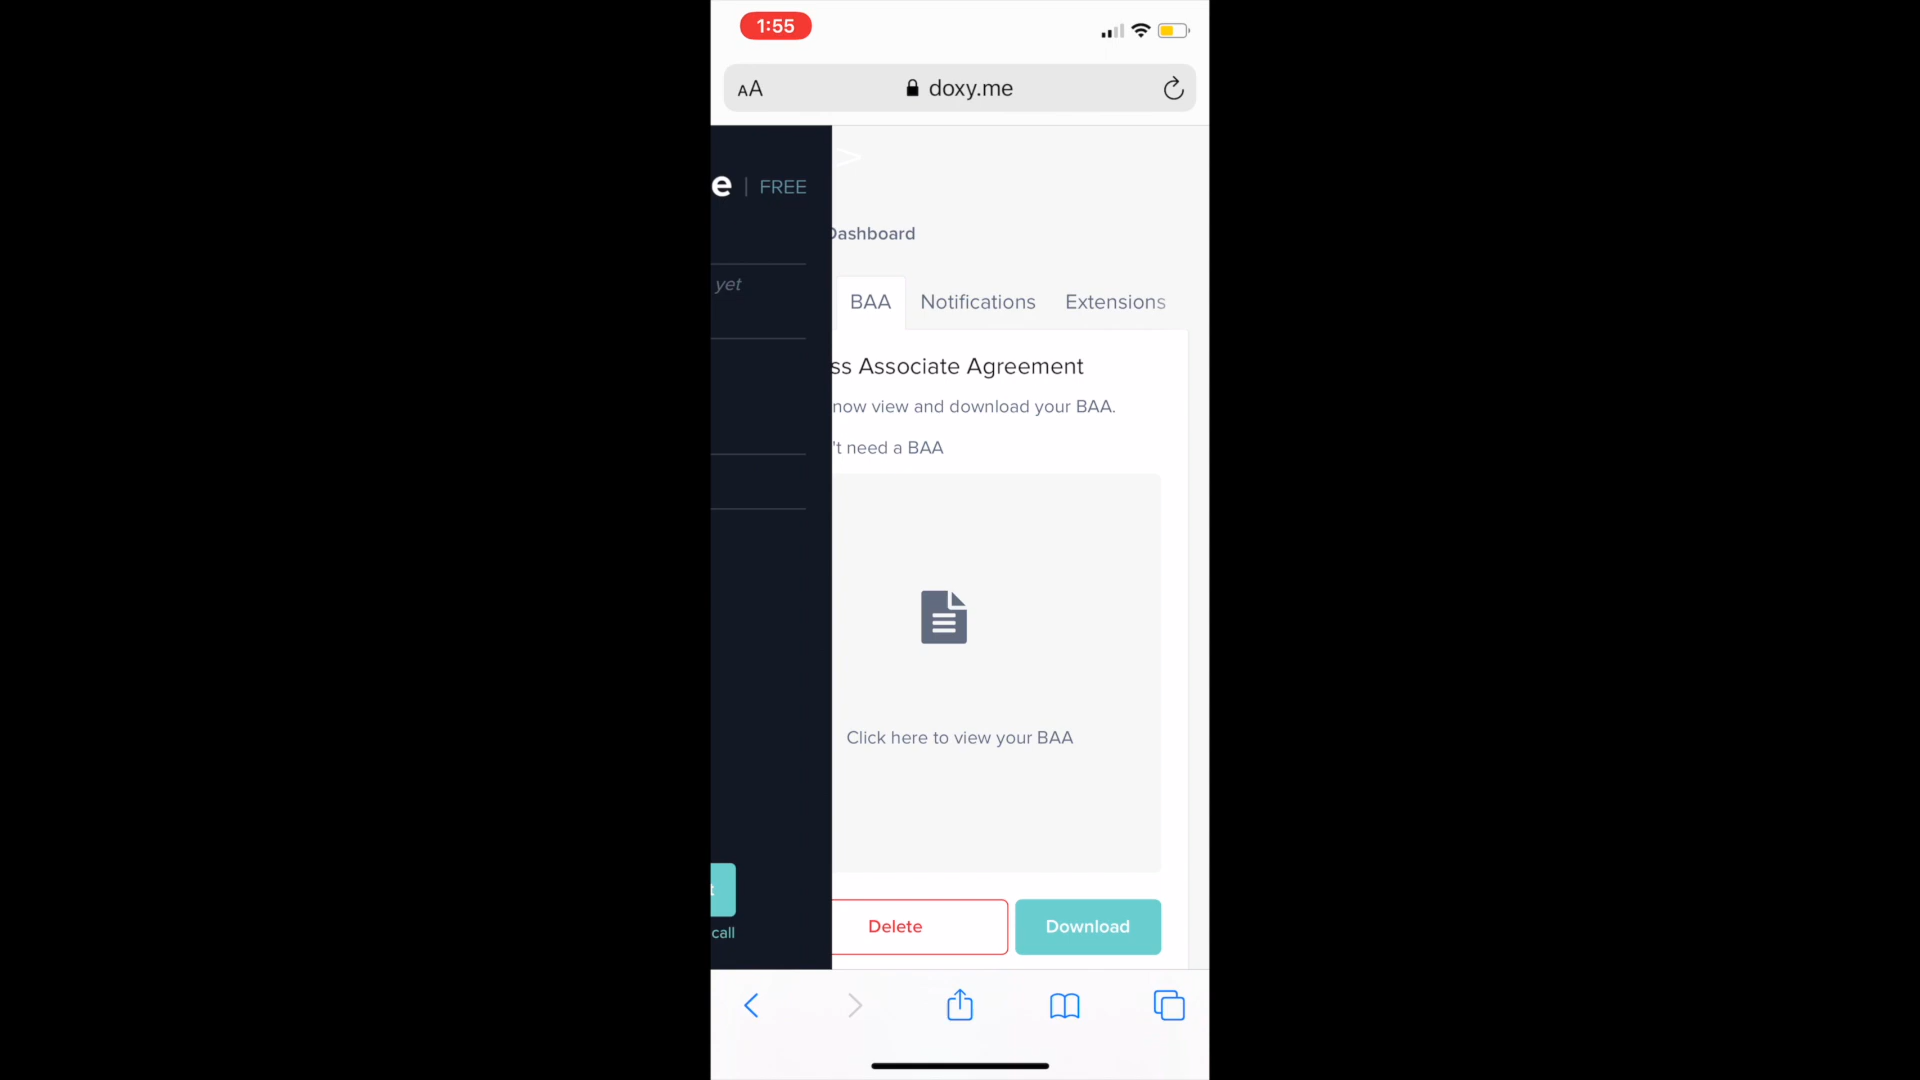 1:55
AA doxy.me
e | FREE
yet
Dashboard
BAA Notifications Extensions
ss Associate Agreement
now view and download your BAA.
't need a BAA
Click here to view your BAA
Delete Download
call